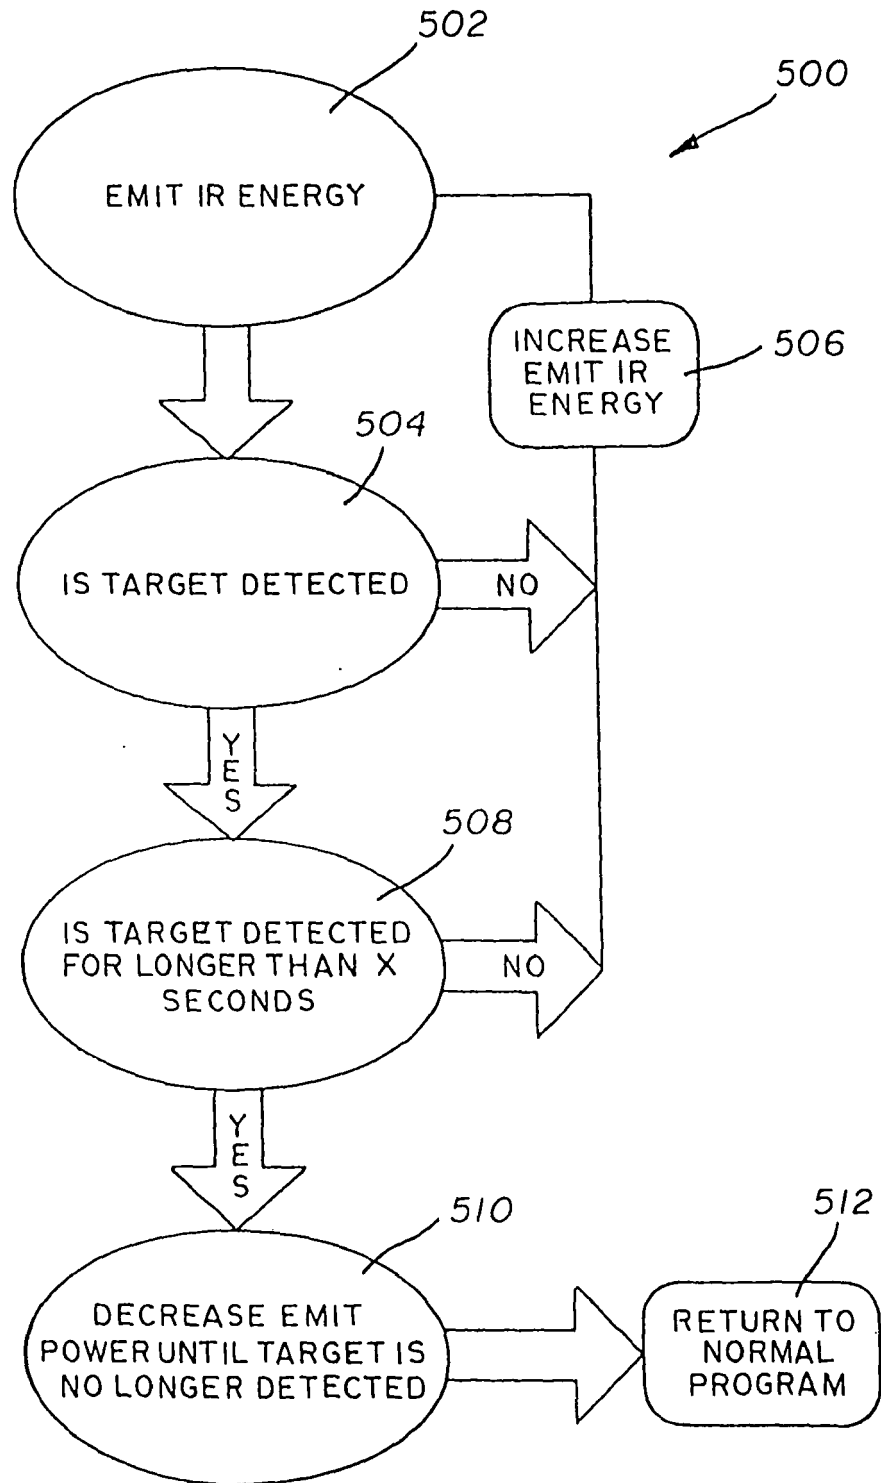 502
500
EMIT IR ENERGY
INCREASE
EMIT IR
ENERGY
506
504
IS TARGET DETECTED
NO
YES
508
IS TARGET DETECTED
FOR LONGER THAN X
SECONDS
NO
YES
510
512
DECREASE EMIT
POWER UNTIL TARGET IS
NO LONGER DETECTED
RETURN TO
NORMAL
PROGRAM